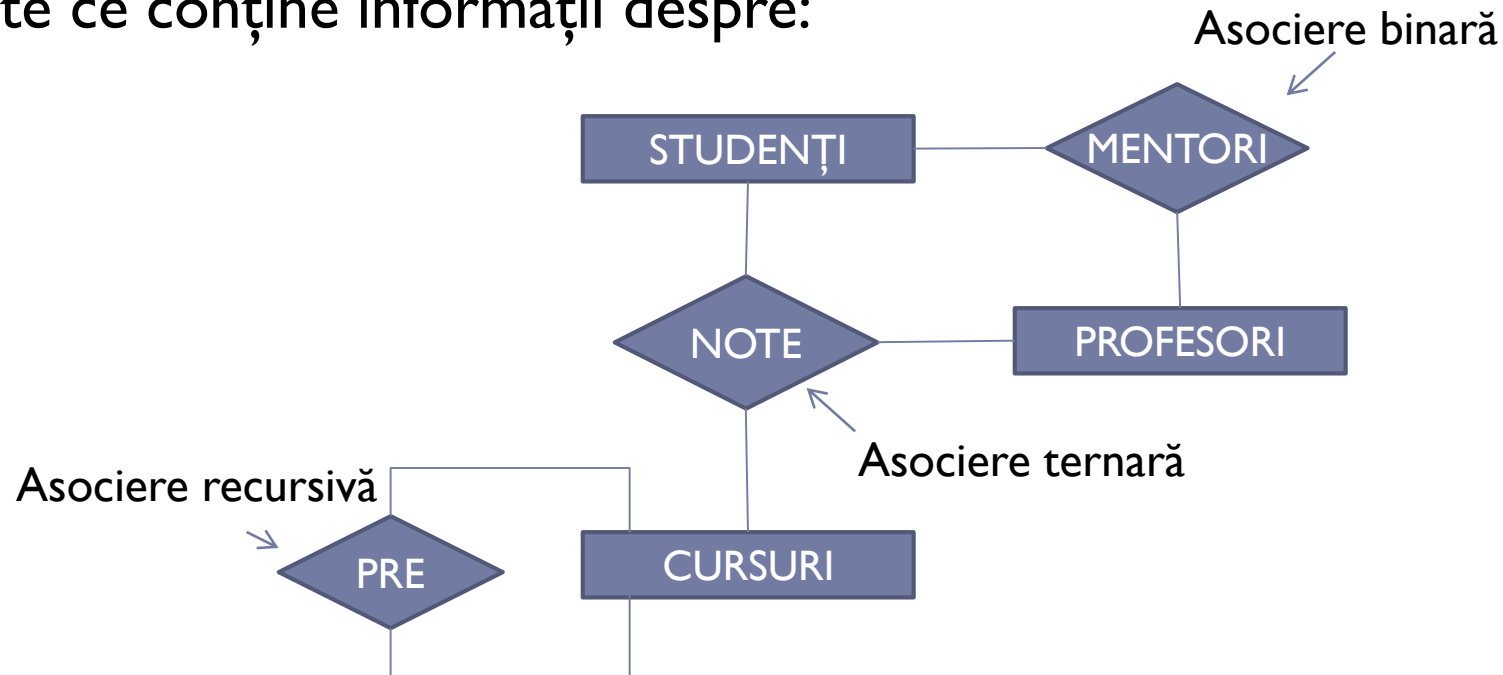 te ce conține informații despre:
Asociere binară
STUDENȚI
MENTORI
NOTE
PROFESORI
Asociere ternară
Asociere recursivă
PRE
CURSURI